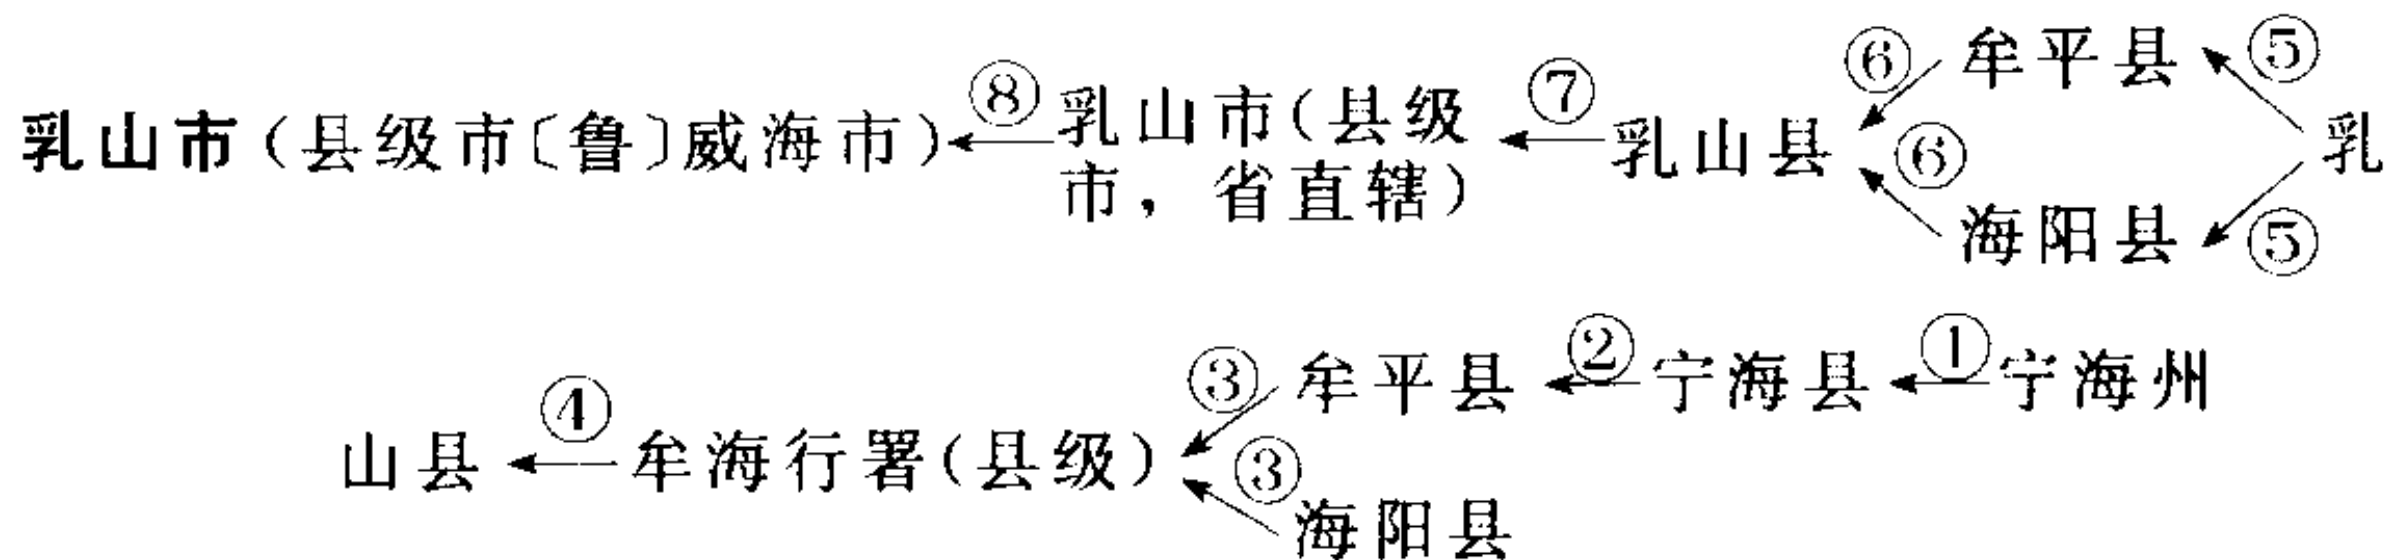 ⑥ 牟平县 ⑤
乳山市（县级市〔鲁〕威海市） ⑧ 乳山市（县级 ⑦ 乳山县 ⑥ 乳
市，省直辖）
海阳县 ⑤
③ 牟平县 ② 宁海县 ① 宁海州
山县 ④ 牟海行署（县级） ③
海阳县